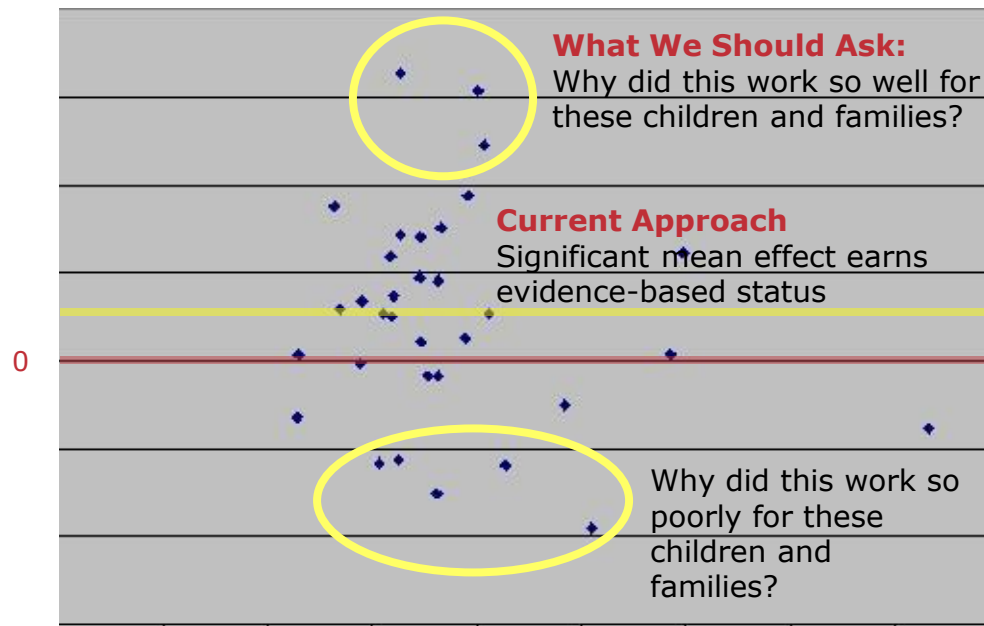 What We Should Ask:
Why did this work so well for
these children and families?
Current Approach
Significant mean effect earns
evidence-based status
0
Why did this work so
poorly for these
children and
families?